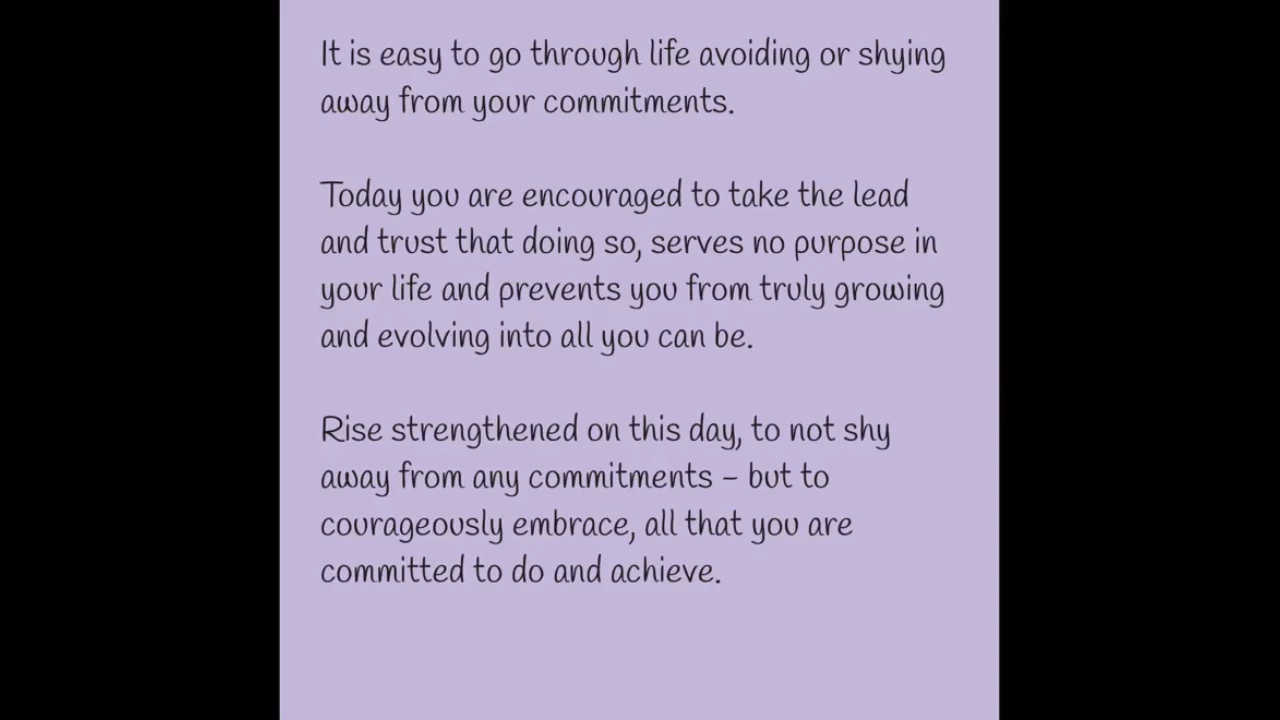 It is easy to go through life avoiding or shying
away from your commitments.
Today you are encouraged to take the lead
and trust that doing so, serves no purpose in
your life and prevents you from truly growing
and evolving into all you can be.
Rise strengthened on this day, to not shy
away from any commitments – but to
courageously embrace, all that you are
committed to do and achieve.